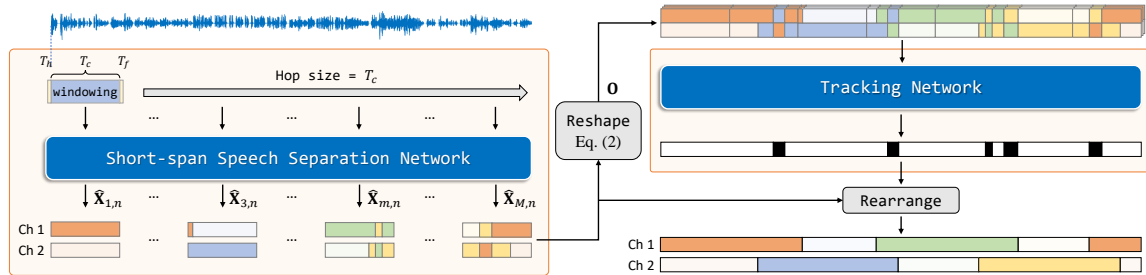 T_h T_c T_f
windowing
Hop size = T_c
... ... ...
Short-span Speech Separation Network
X̂_{1,n} ... X̂_{3,n} ... X̂_{m,n} ... X̂_{M,n}
Ch 1
Ch 2
... ... ...
O
Reshape
Eq. (2)
Tracking Network
Rearrange
Ch 1
Ch 2